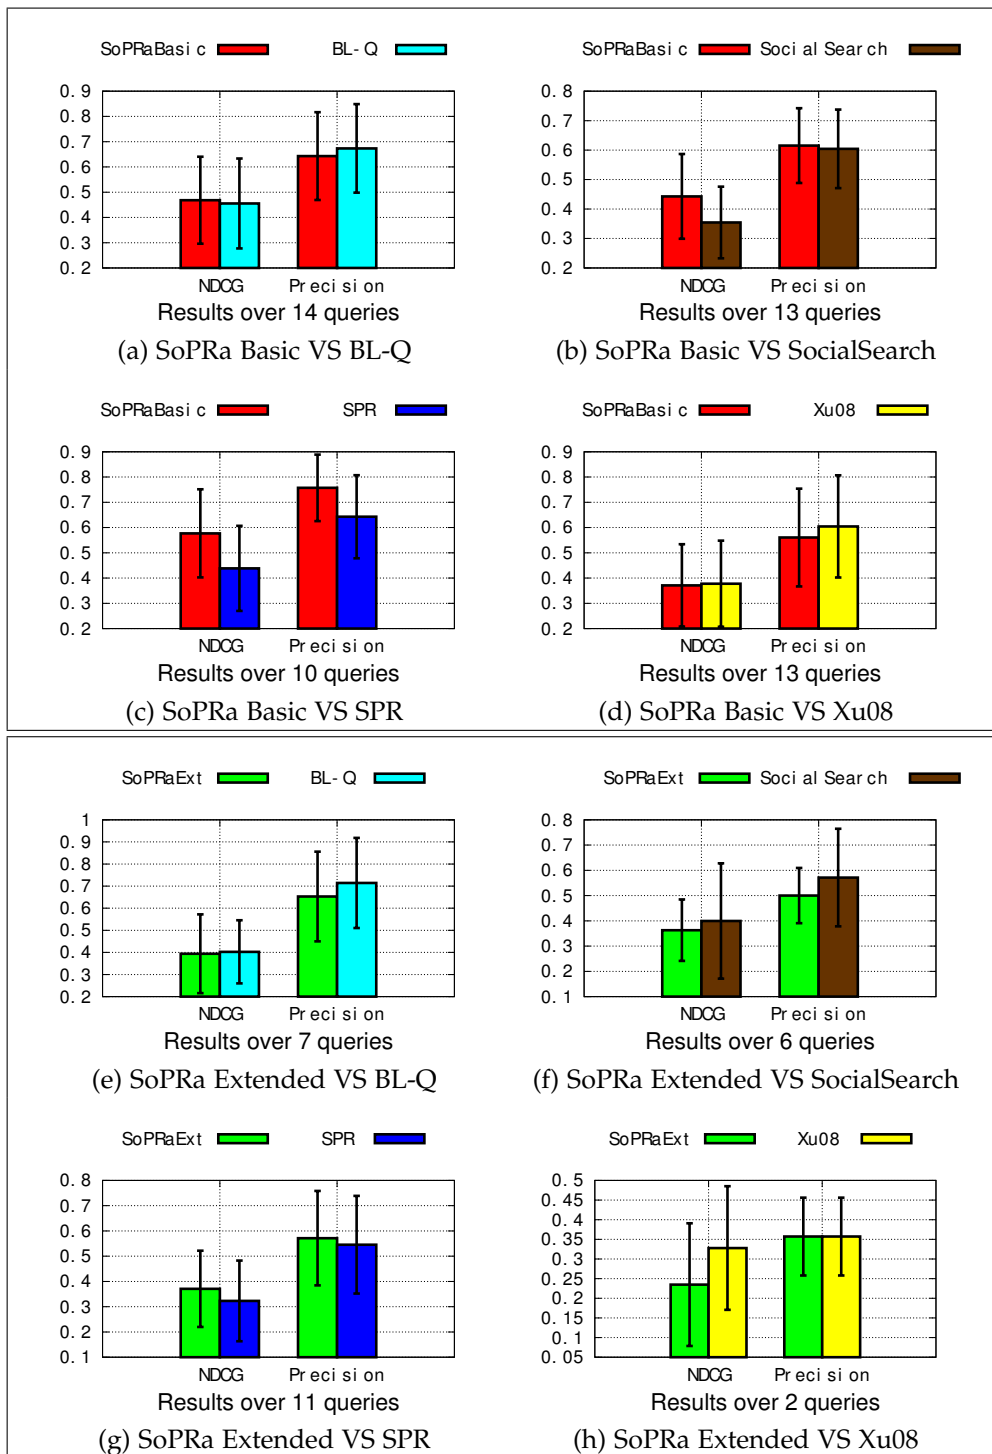 SoPRaBasic BL-Q
0.9
0.8
0.7
0.6
0.5
0.4
0.3
0.2
NDCG Precision
Results over 14 queries
(a) SoPRa Basic VS BL-Q
SoPRaBasic SocialSearch
0.8
0.7
0.6
0.5
0.4
0.3
0.2
NDCG Precision
Results over 13 queries
(b) SoPRa Basic VS SocialSearch
SoPRaBasic SPR
0.9
0.8
0.7
0.6
0.5
0.4
0.3
0.2
NDCG Precision
Results over 10 queries
(c) SoPRa Basic VS SPR
SoPRaBasic Xu08
0.9
0.8
0.7
0.6
0.5
0.4
0.3
0.2
NDCG Precision
Results over 13 queries
(d) SoPRa Basic VS Xu08
SoPRaExt BL-Q
1
0.9
0.8
0.7
0.6
0.5
0.4
0.3
0.2
NDCG Precision
Results over 7 queries
(e) SoPRa Extended VS BL-Q
SoPRaExt SocialSearch
0.8
0.7
0.6
0.5
0.4
0.3
0.2
0.1
NDCG Precision
Results over 6 queries
(f) SoPRa Extended VS SocialSearch
SoPRaExt SPR
0.8
0.7
0.6
0.5
0.4
0.3
0.2
0.1
NDCG Precision
Results over 11 queries
(g) SoPRa Extended VS SPR
SoPRaExt Xu08
0.5
0.45
0.4
0.35
0.3
0.25
0.2
0.15
0.1
0.05
NDCG Precision
Results over 2 queries
(h) SoPRa Extended VS Xu08